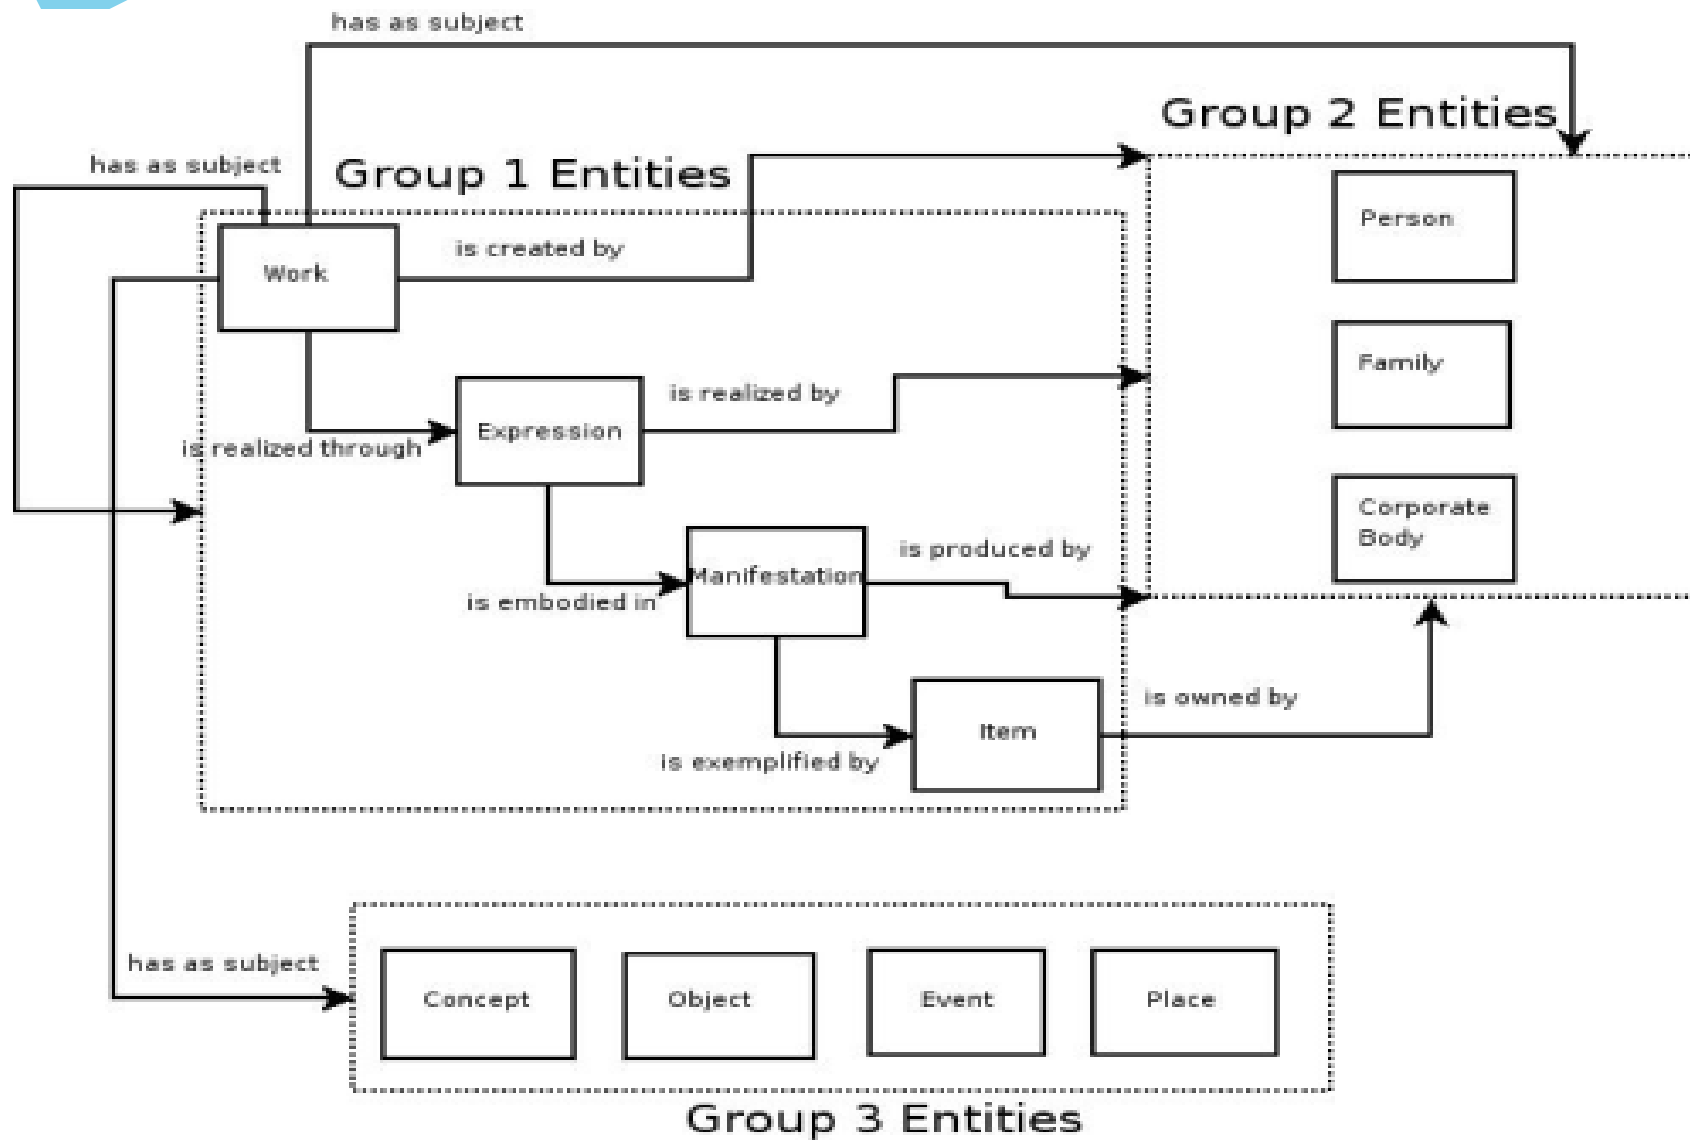 has as subject
Group 2 Entities
has as subject
Group 1 Entities
Person
is created by
Work
Family
is realized by
Expression
is realized through
Corporate
Body
is produced by
Manifestation
is embodied in
is owned by
Item
is exemplified by
has as subject
Concept
Object
Event
Place
Group 3 Entities